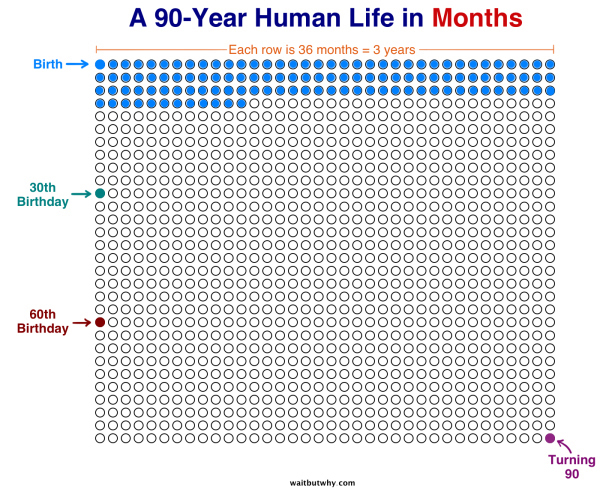 A 90-Year Human Life in Months
Each row is 36 months = 3 years
Birth
30th
Birthday
60th
Birthday
Turning
90
waitbutwhy.com